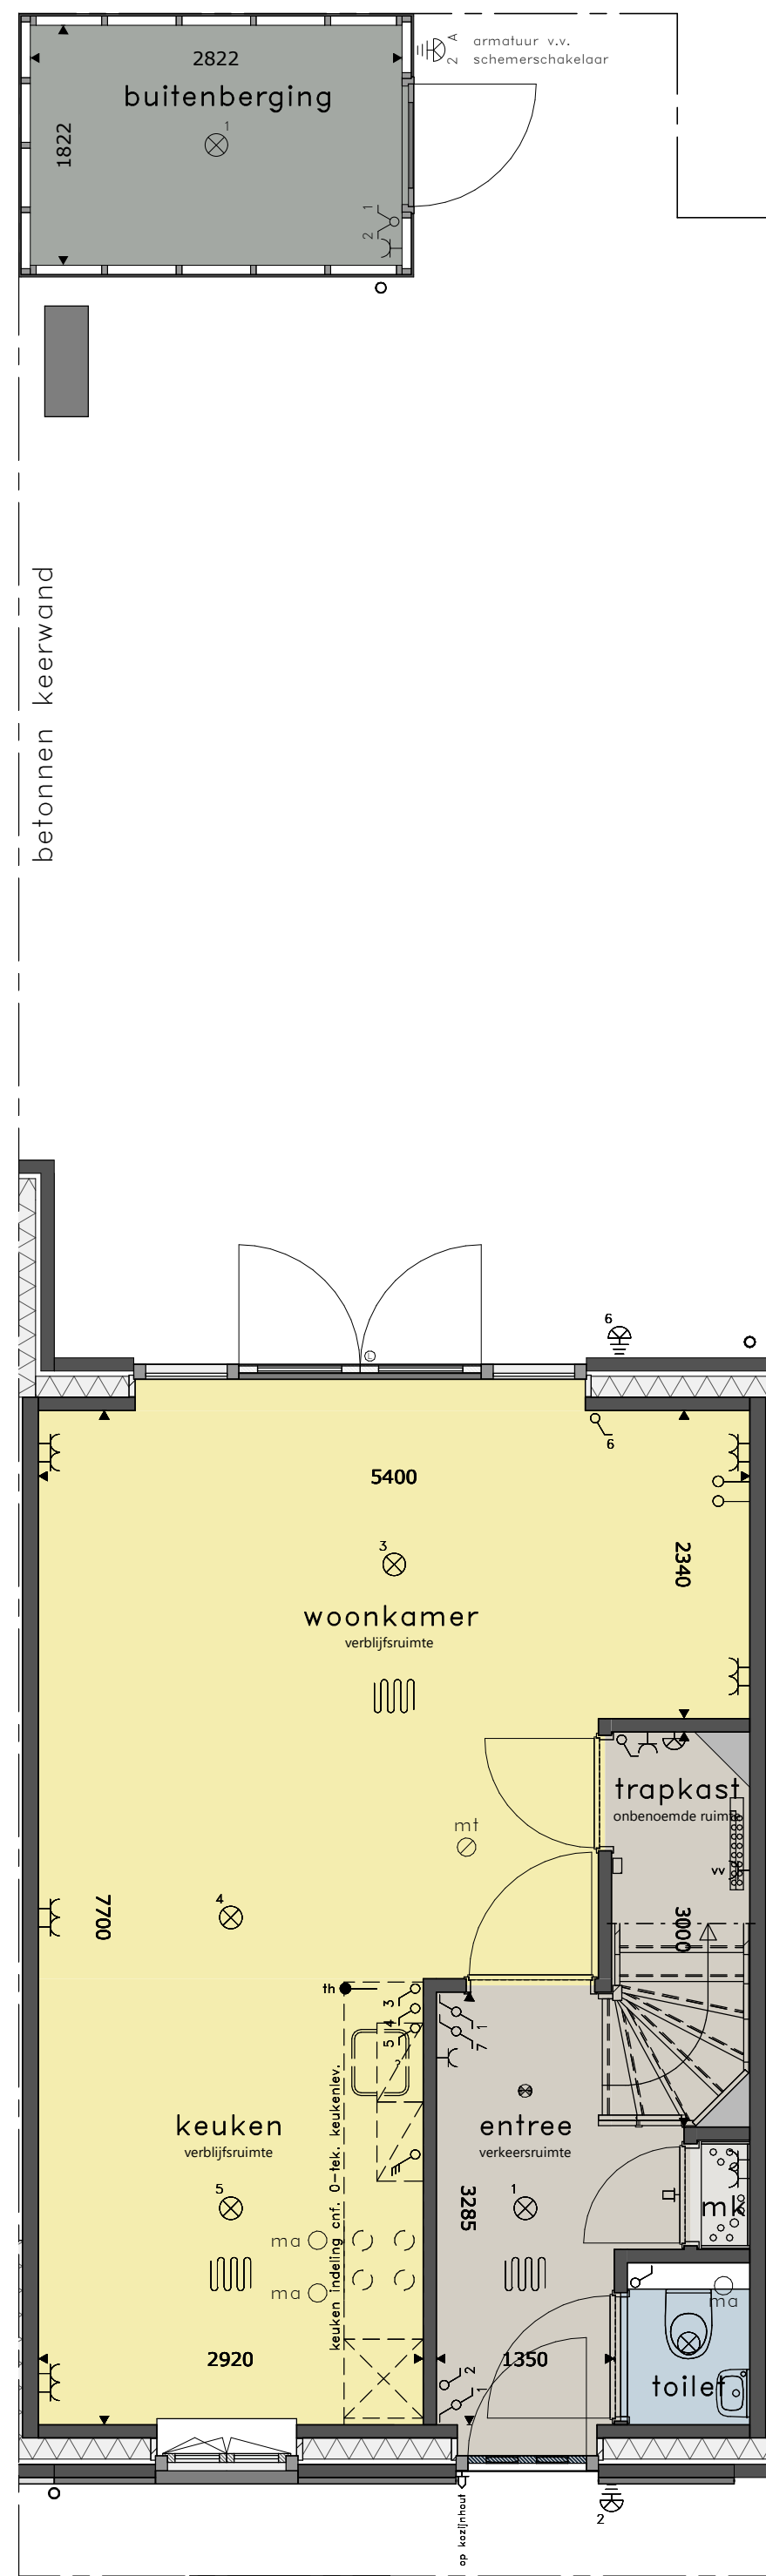 2822
A
2
armatuur v.v.
schemerschakelaar
buitenberging
1
1822
1
2
betonnen keerwand
6
6
5400
3
2340
woonkamer
verblijfsruimte
trapkast
onbenoemde ruimte
mt
vv
4
7700
3000
th
3
4
5
1
7
?
keuken
verblijfsruimte
entree
verkeersruimte
keuken indeling cnf. 0-tek. keukenlev.
5
1
3285
mk
ma
ma
ma
2920
1350
2
1
toilet
op kozijnhout
2